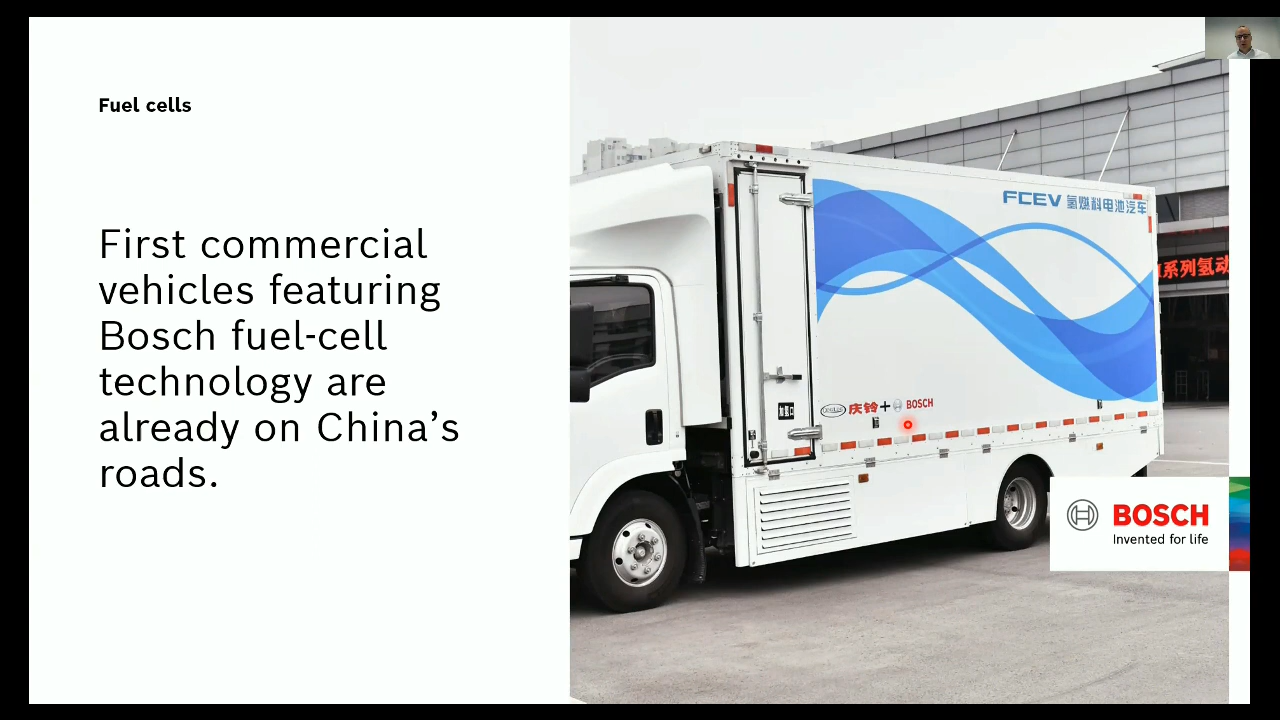 Fuel cells
First commercial
vehicles featuring
Bosch fuel-cell
technology are
already on China’s
roads.
FCEV 氢燃料电池汽车
系列氢动
庆铃+ BOSCH
BOSCH
Invented for life